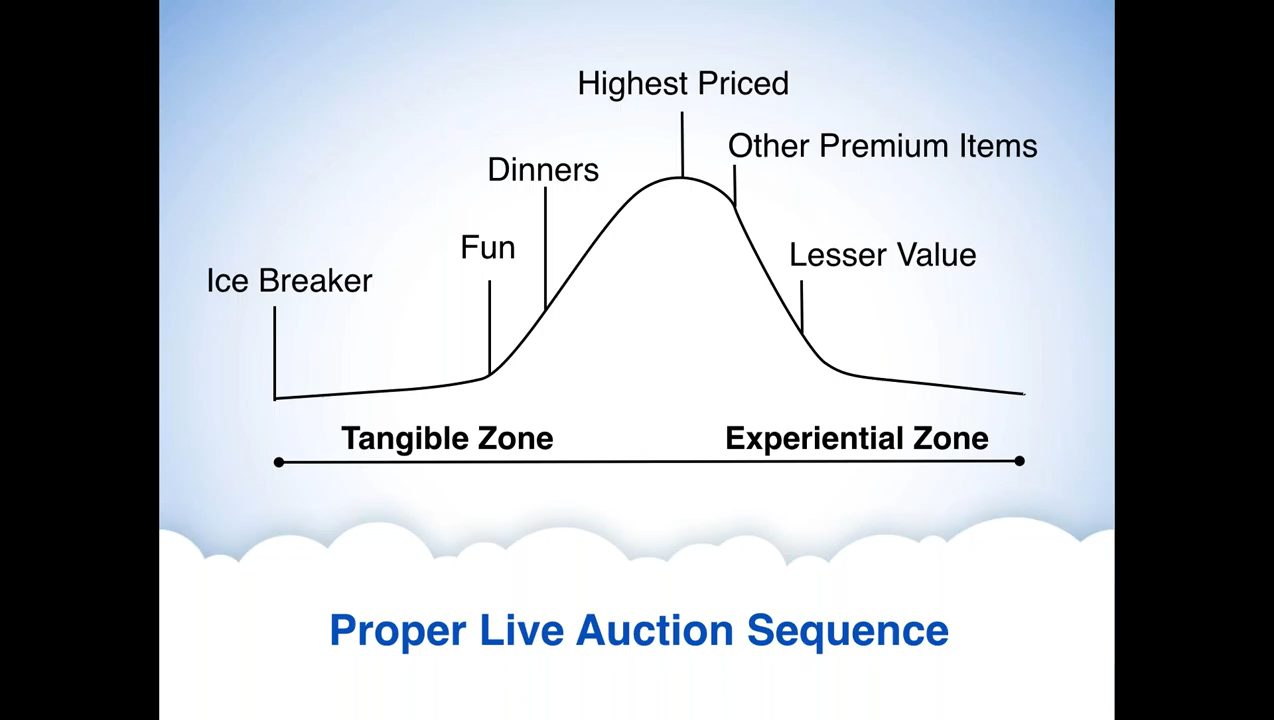 Highest Priced
Other Premium Items
Dinners
Fun
Lesser Value
Ice Breaker
Tangible Zone
Experiential Zone
Proper Live Auction Sequence